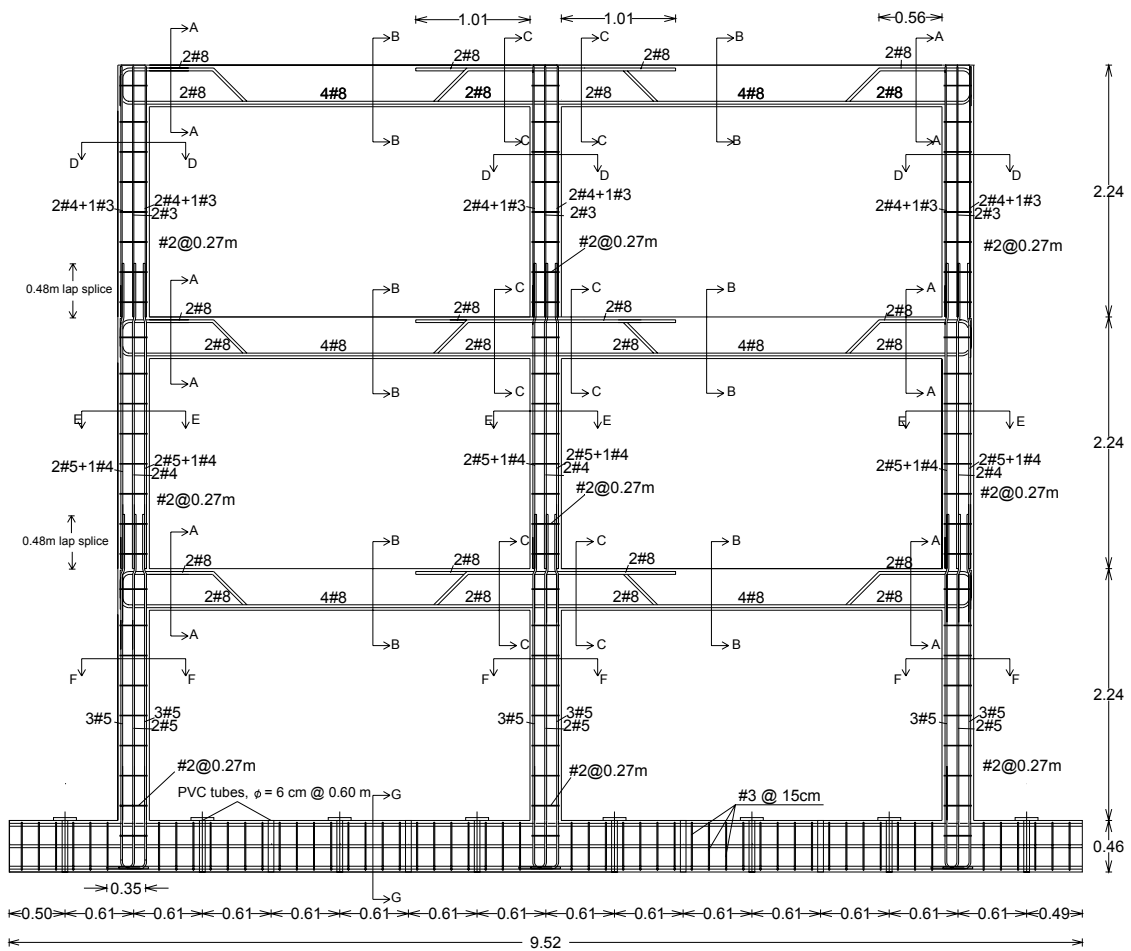 1.01
1.01
0.56
A
B
C
C
B
A
2#8
2#8
2#8
2#8
2#8
4#8
2#8
2#8
4#8
2#8
A
B
C
C
B
A
D
D
D
D
D
D
2.24
2#4+1#3
2#4+1#3
2#3
2#4+1#3
2#4+1#3
2#3
2#4+1#3
2#4+1#3
2#3
#2@0.27m
#2@0.27m
#2@0.27m
0.48m lap splice
A
B
C
C
B
A
2#8
2#8
2#8
2#8
2#8
4#8
2#8
2#8
4#8
2#8
A
B
C
C
B
A
E
E
E
E
E
E
2.24
2#5+1#4
2#5+1#4
2#4
2#5+1#4
2#5+1#4
2#4
2#5+1#4
2#5+1#4
2#4
#2@0.27m
#2@0.27m
#2@0.27m
0.48m lap splice
A
B
C
C
B
A
2#8
2#8
2#8
2#8
2#8
4#8
2#8
2#8
4#8
2#8
A
B
C
C
B
A
F
F
F
F
F
F
2.24
3#5
3#5
2#5
3#5
3#5
2#5
3#5
3#5
2#5
#2@0.27m
#2@0.27m
#2@0.27m
PVC tubes, φ = 6 cm @ 0.60 m
G
#3 @ 15cm
0.46
0.35
G
0.50 0.61 0.61 0.61 0.61 0.61 0.61 0.61 0.61 0.61 0.61 0.61 0.61 0.61 0.61 0.49
9.52